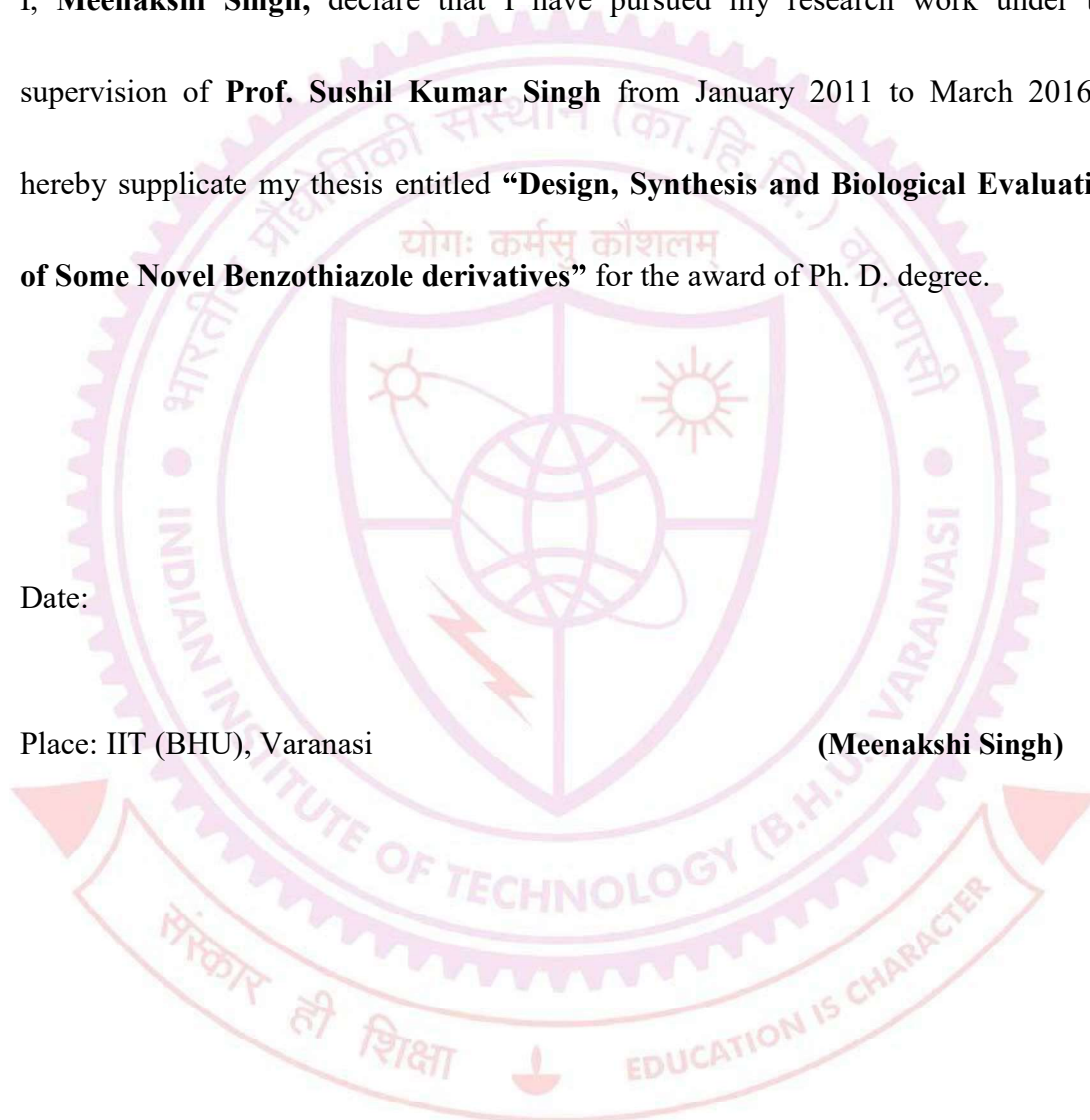 I, Meenakshi Singh, declare that I have pursued my research work under
supervision of Prof. Sushil Kumar Singh from January 2011 to March 2016
hereby supplicate my thesis entitled “Design, Synthesis and Biological Evaluati
of Some Novel Benzothiazole derivatives” for the award of Ph. D. degree.
भारतीय प्रौद्योगिकी संस्थान (का.हि.वि.) वाराणसी
योगः कर्मसु कौशलम्
Date:
Place: IIT (BHU), Varanasi
(Meenakshi Singh)
INDIAN INSTITUTE OF TECHNOLOGY (B.H.U.) VARANASI
संस्कार ही शिक्षा
EDUCATION IS CHARACTER